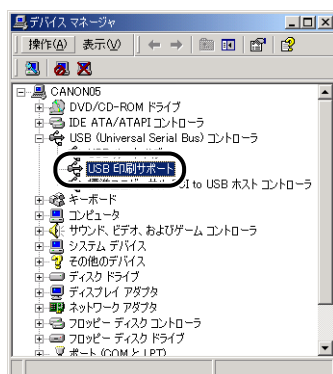 デバイス マネージャ
操作(A) 表示(V)
CANON05
DVD/CD-ROM ドライブ
IDE ATA/ATAPI コントローラ
USB (Universal Serial Bus) コントローラ
USB 印刷サポート
CI to USB ホスト コントローラ
キーボード
コンピュータ
サウンド、ビデオ、およびゲーム コントローラ
システム デバイス
その他のデバイス
ディスク ドライブ
ディスプレイ アダプタ
ネットワーク アダプタ
フロッピー ディスク コントローラ
フロッピー ディスク ドライブ
ポート (COM と LPT)